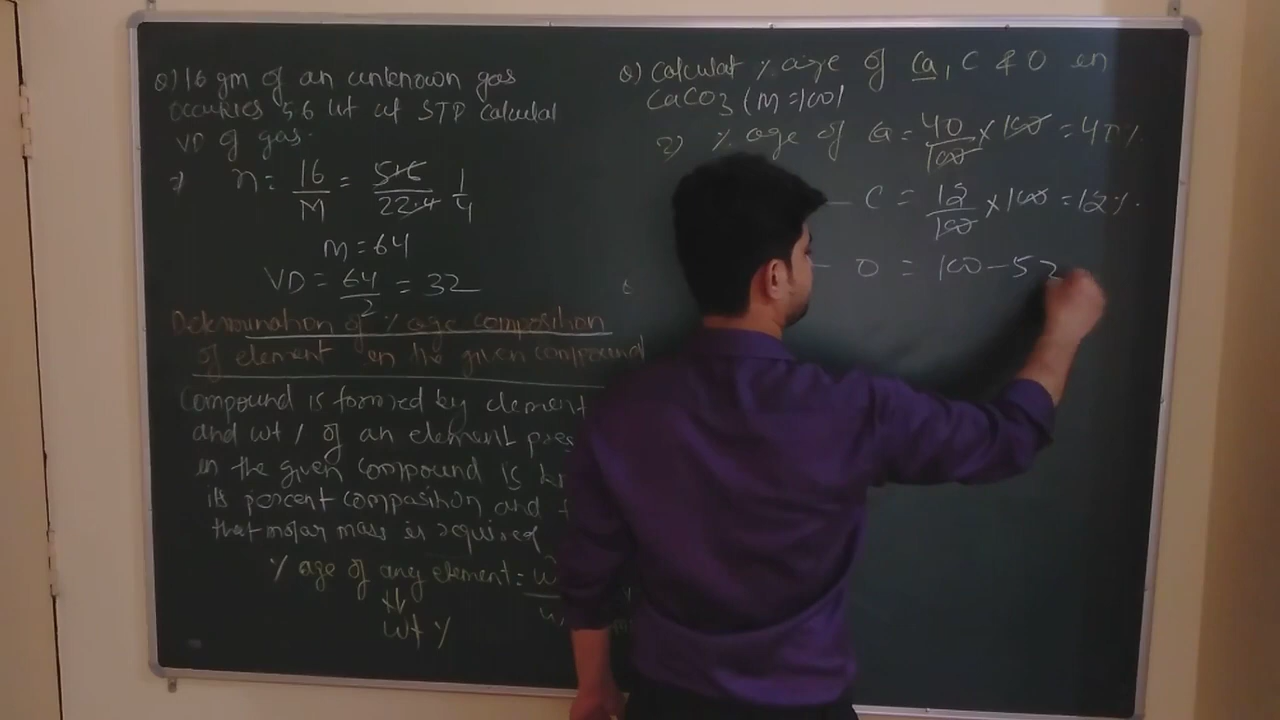 Q) 16 gm of an unknown gas
occupies 5.6 lit at STP calculat
VD of gas.
⇒ n = 16/M = 5.6/22.4 1/4
M = 64
VD = 64/2 = 32
Determination of % age composition
of element in the given compound
Compound is formed by element
and wt % of an element pres
in the given compound is kn
its percent composition and
that molar mass is required
% age of any element =
⇓
wt %
Q) Calculat % age of Ca, C & O in
CaCO3 (M=100)
⇒ % age of Ca = 40/100 × 100 = 40%
— C = 12/100 × 100 = 12%
— O = 100 - 52